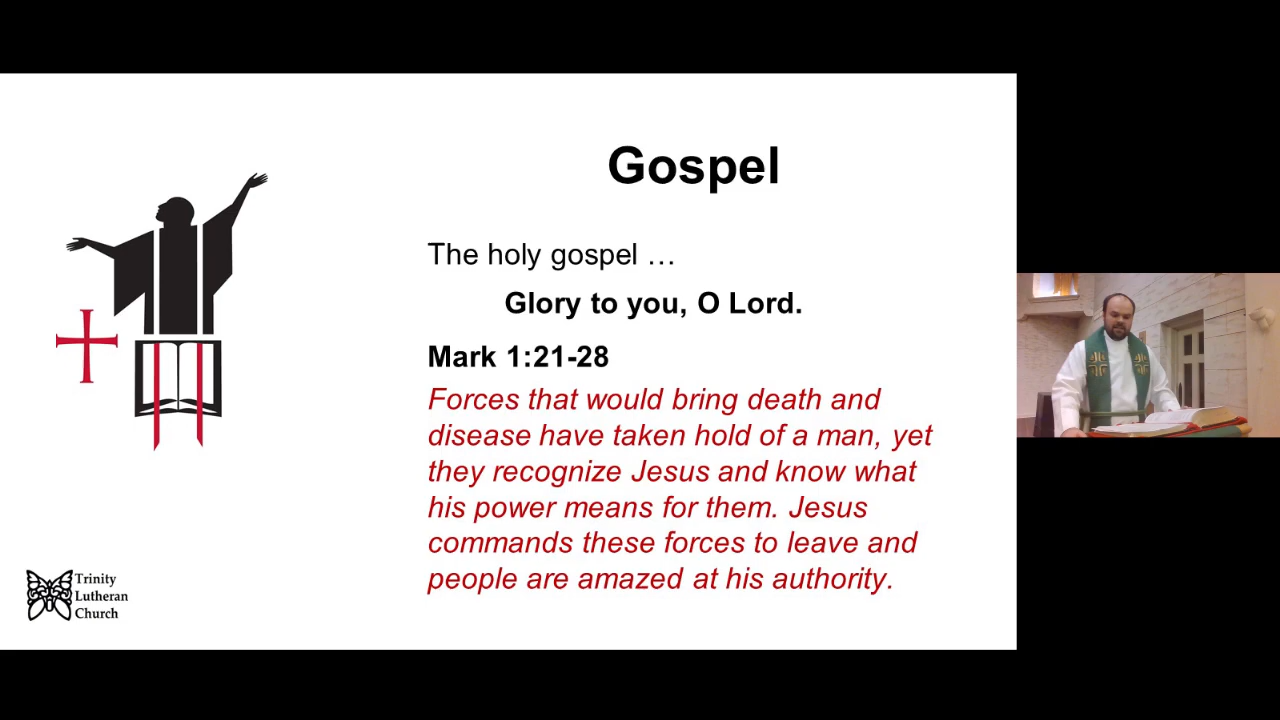 Gospel
The holy gospel …
Glory to you, O Lord.
Mark 1:21-28
Forces that would bring death and
disease have taken hold of a man, yet
they recognize Jesus and know what
his power means for them. Jesus
commands these forces to leave and
people are amazed at his authority.
Trinity
Lutheran
Church